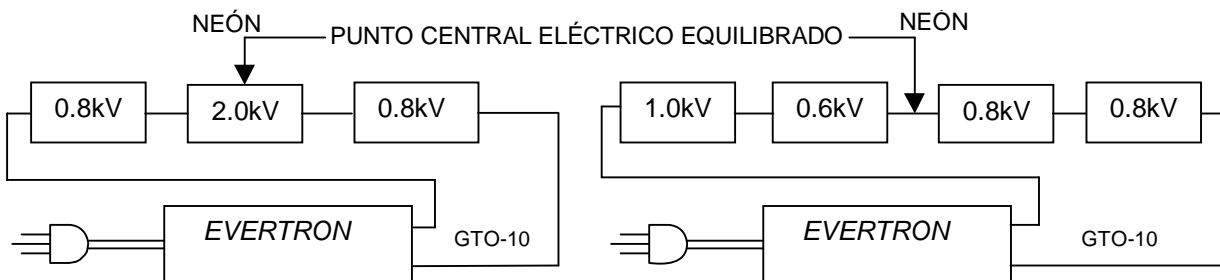 NEÓN
PUNTO CENTRAL ELÉCTRICO EQUILIBRADO
NEÓN
0.8kV
2.0kV
0.8kV
1.0kV
0.6kV
0.8kV
0.8kV
EVERTRON
GTO-10
EVERTRON
GTO-10